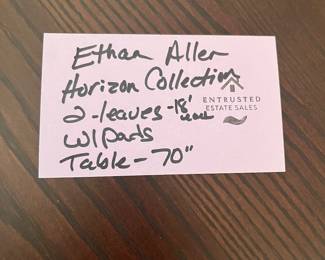 Ethan Allen
Horizon Collection
2-leaves-18" each
w/Pads
Table-70"
ENTRUSTED
ESTATE SALES